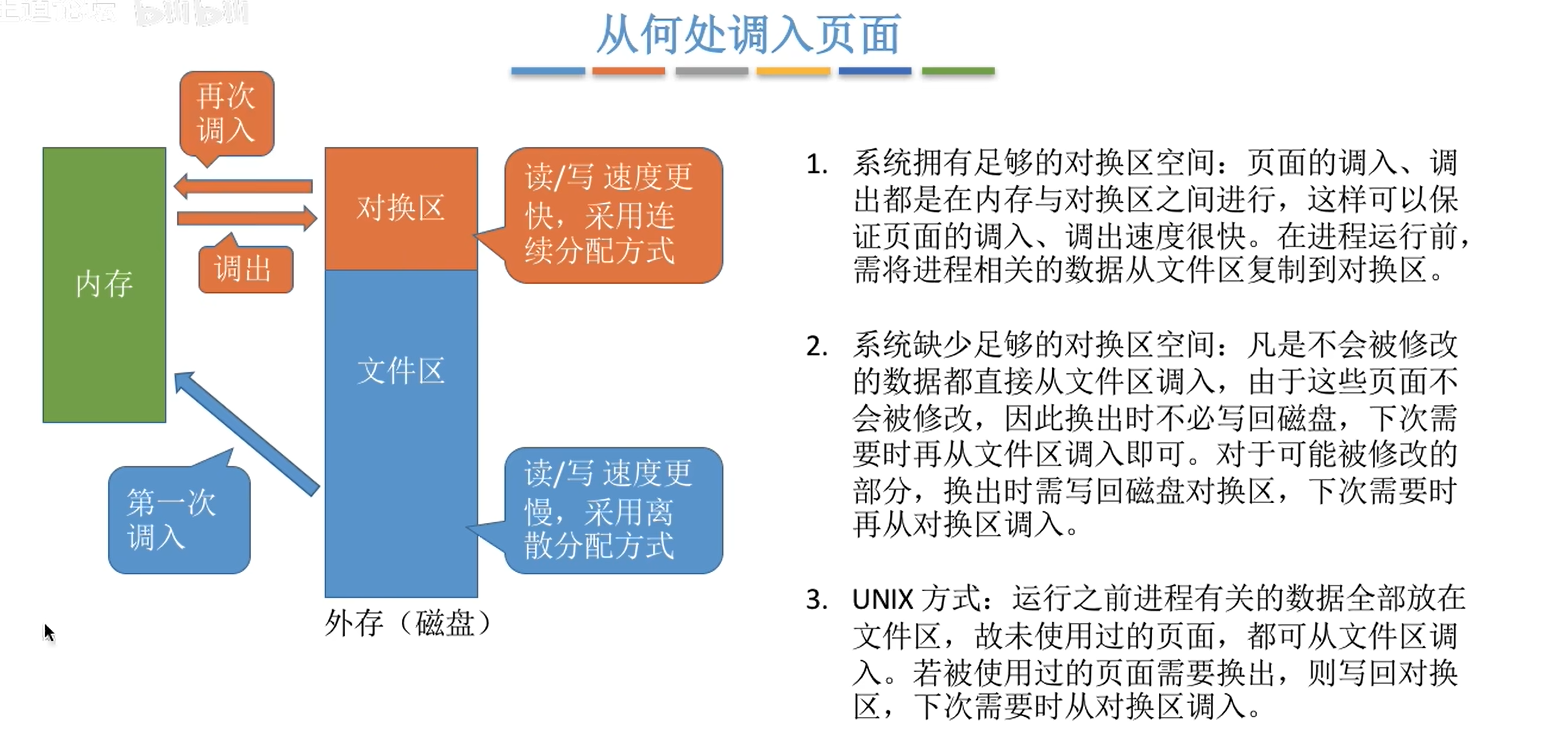 从何处调入页面
再次
调入
调出
内存
对换区
文件区
读/写 速度更
快，采用连
续分配方式
第一次
调入
读/写 速度更
慢，采用离
散分配方式
外存（磁盘）
1. 系统拥有足够的对换区空间：页面的调入、调
出都是在内存与对换区之间进行，这样可以保
证页面的调入、调出速度很快。在进程运行前，
需将进程相关的数据从文件区复制到对换区。
2. 系统缺少足够的对换区空间：凡是不会被修改
的数据都直接从文件区调入，由于这些页面不
会被修改，因此换出时不必写回磁盘，下次需
要时再从文件区调入即可。对于可能被修改的
部分，换出时需写回磁盘对换区，下次需要时
再从对换区调入。
3. UNIX 方式：运行之前进程有关的数据全部放在
文件区，故未使用过的页面，都可从文件区调
入。若被使用过的页面需要换出，则写回对换
区，下次需要时从对换区调入。